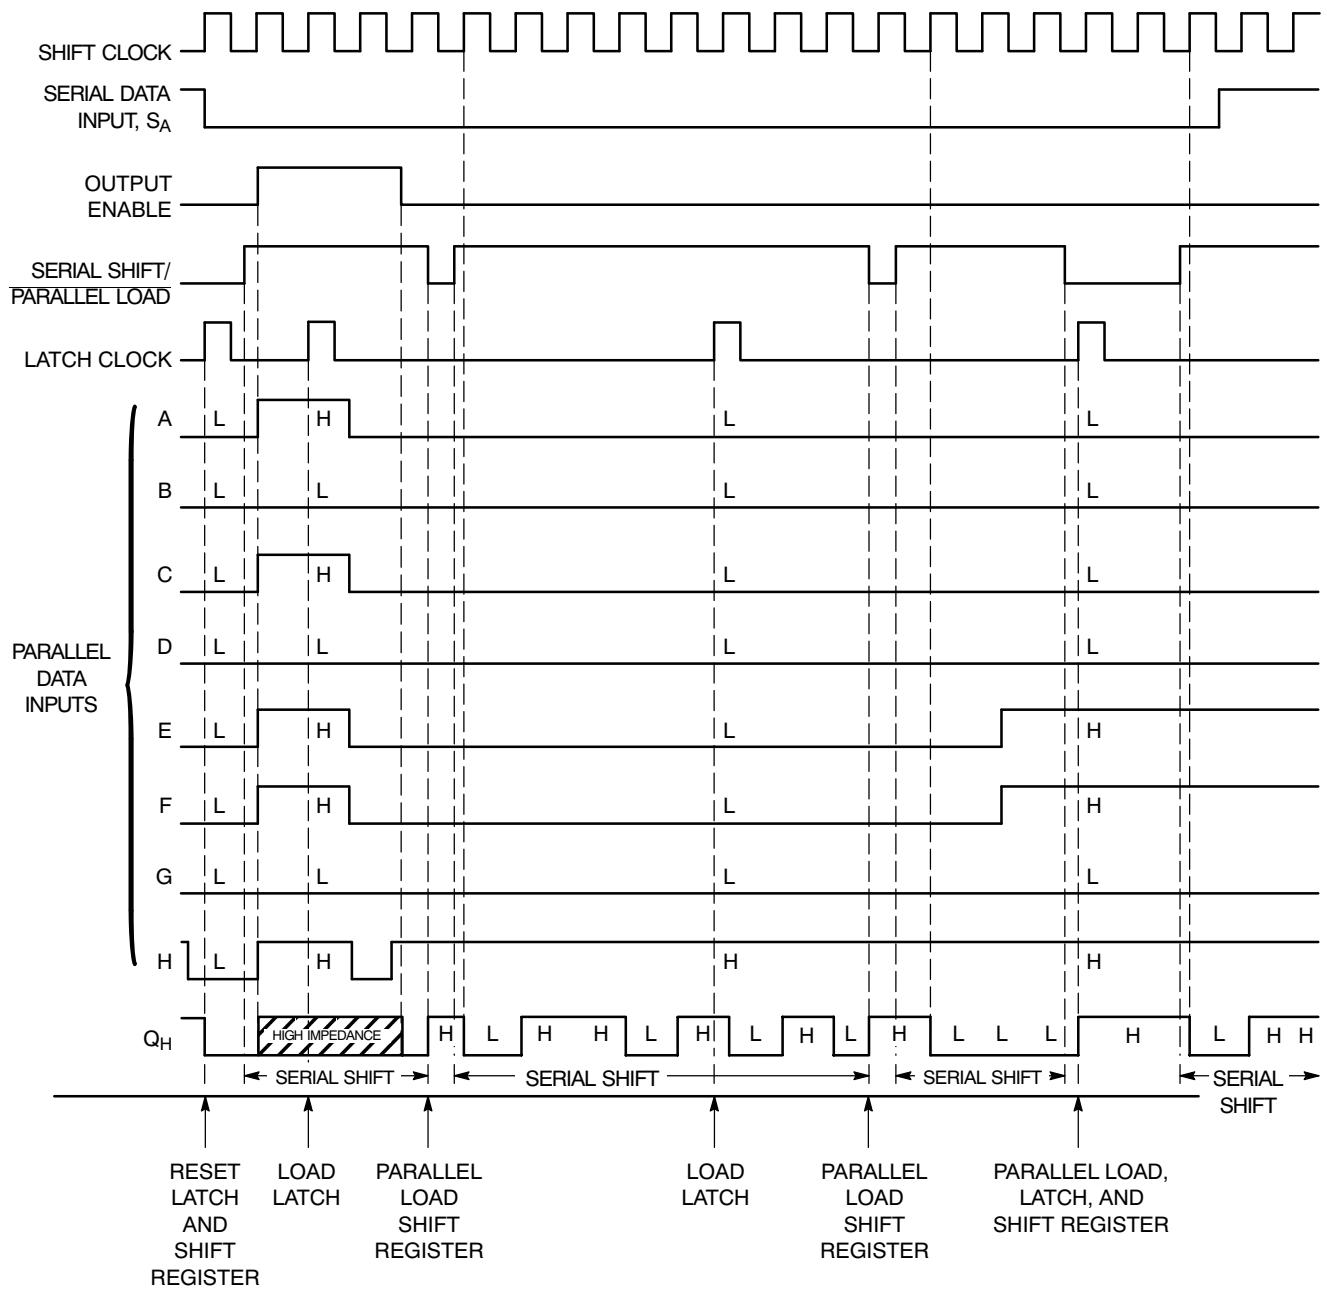 SHIFT CLOCK
SERIAL DATA
INPUT, SA
OUTPUT
ENABLE
SERIAL SHIFT/
PARALLEL LOAD
LATCH CLOCK
PARALLEL
DATA
INPUTS
A L H L L
B L L L L
C L H L L
D L L L L
E L H L H
F L H L H
G L L L L
H L H H H
QH HIGH IMPEDANCE H L H H L H L H L H L L L H L H H
SERIAL SHIFT
SERIAL SHIFT
SERIAL SHIFT
SERIAL
SHIFT
RESET
LATCH
AND
SHIFT
REGISTER
LOAD
LATCH
PARALLEL
LOAD
SHIFT
REGISTER
LOAD
LATCH
PARALLEL
LOAD
SHIFT
REGISTER
PARALLEL LOAD,
LATCH, AND
SHIFT REGISTER